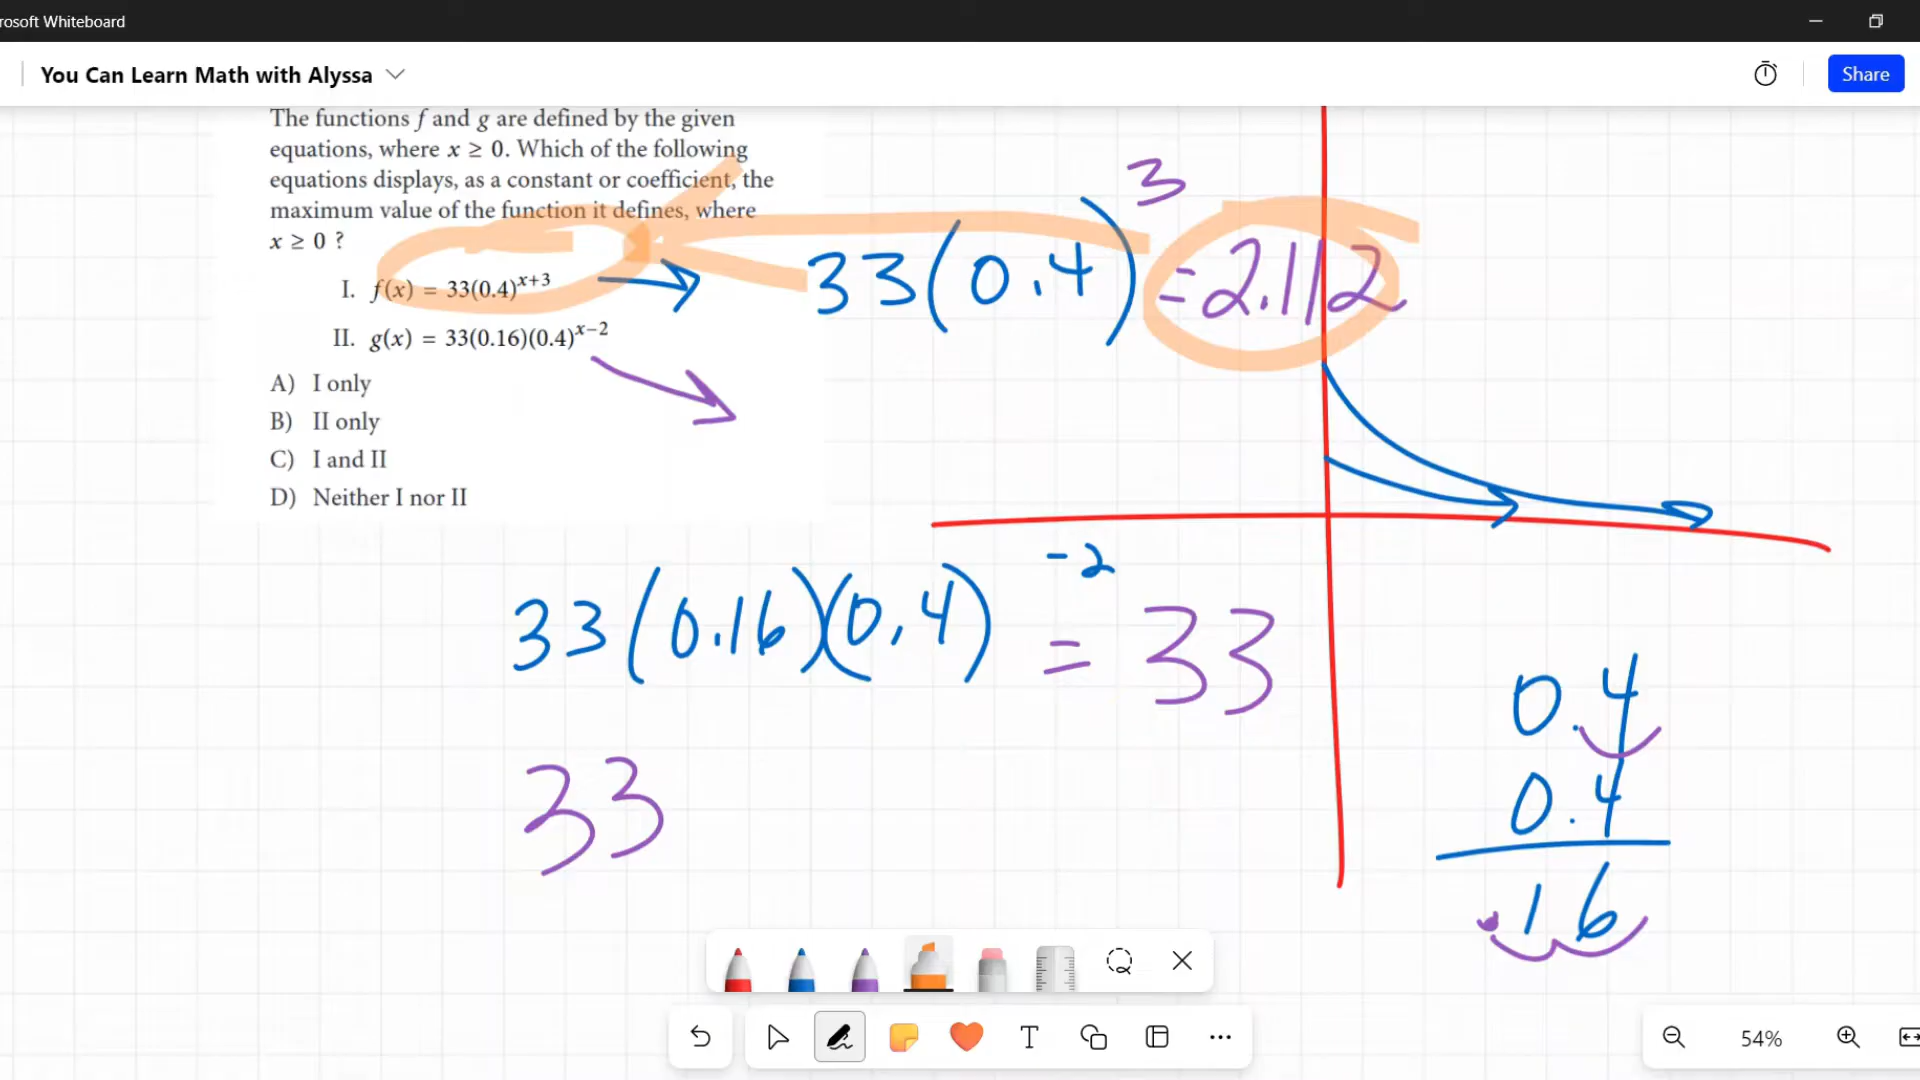 rosoft Whiteboard
You Can Learn Math with Alyssa
Share
The functions f and g are defined by the given
equations, where x ≥ 0. Which of the following
equations displays, as a constant or coefficient, the
maximum value of the function it defines, where
x ≥ 0 ?
I. f(x) = 33(0.4)^{x+3}
II. g(x) = 33(0.16)(0.4)^{x−2}
A) I only
B) II only
C) I and II
D) Neither I nor II
33(0.4)^3 = 2.112
33(0.16)(0.4)^{-2} = 33
33
0.4
0.4
.16
54%